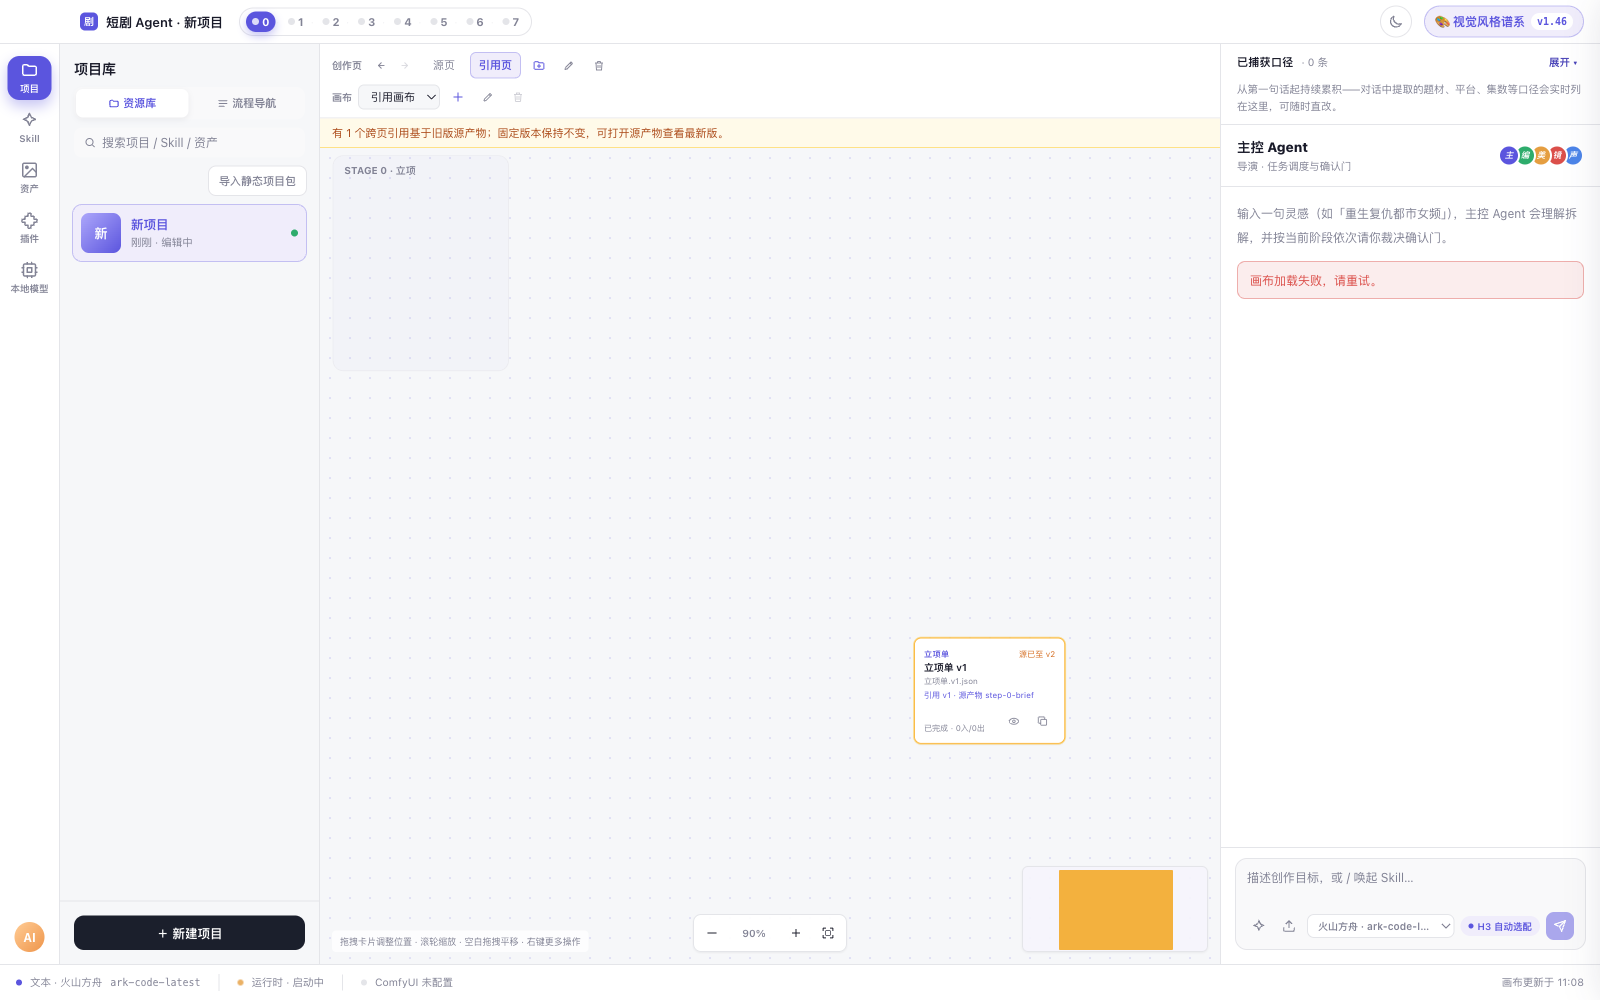 剧 短剧 Agent · 新项目
0 1 2 3 4 5 6 7
视觉风格谱系 v1.46
项目
Skill
资产
插件
本地模型
AI
项目库
资源库 流程导航
搜索项目 / Skill / 资产
导入静态项目包
新 新项目
刚刚 · 编辑中
+ 新建项目
创作页 ← → 源页 引用页
画布 引用画布
有 1 个跨页引用基于旧版源产物；固定版本保持不变，可打开源产物查看最新版。
STAGE 0 · 立项
立项单 源已至 v2
立项单 v1
立项单.v1.json
引用 v1 · 源产物 step-0-brief
已完成 · 0入/0出
拖拽卡片调整位置 · 滚轮缩放 · 空白拖拽平移 · 右键更多操作
90%
已捕获口径 · 0 条 展开
从第一句话起持续累积——对话中提取的题材、平台、集数等口径会实时列
在这里，可随时直改。
主控 Agent
导演 · 任务调度与确认门
主 编 美 镜 声
输入一句灵感（如「重生复仇都市女频」），主控 Agent 会理解拆
解，并按当前阶段依次请你裁决确认门。
画布加载失败，请重试。
描述创作目标，或 / 唤起 Skill...
火山方舟 · ark-code-l... H3 自动选配
文本 · 火山方舟 ark-code-latest
运行时 · 启动中
ComfyUI 未配置
画布更新于 11:08